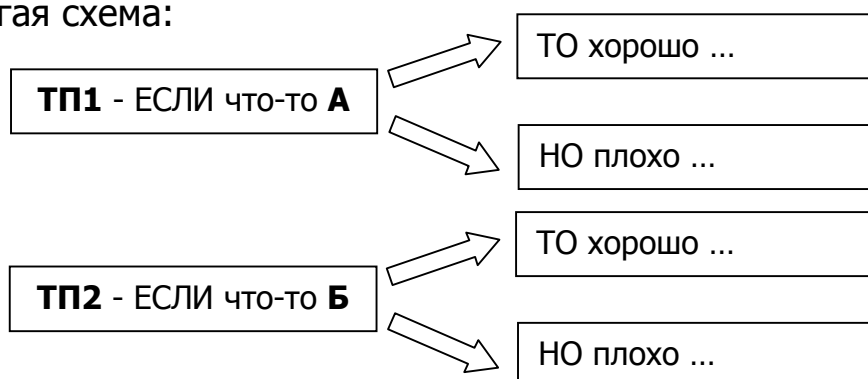 гая схема:
ТО хорошо ...
ТП1 - ЕСЛИ что-то А
НО плохо ...
ТО хорошо ...
ТП2 - ЕСЛИ что-то Б
НО плохо ...